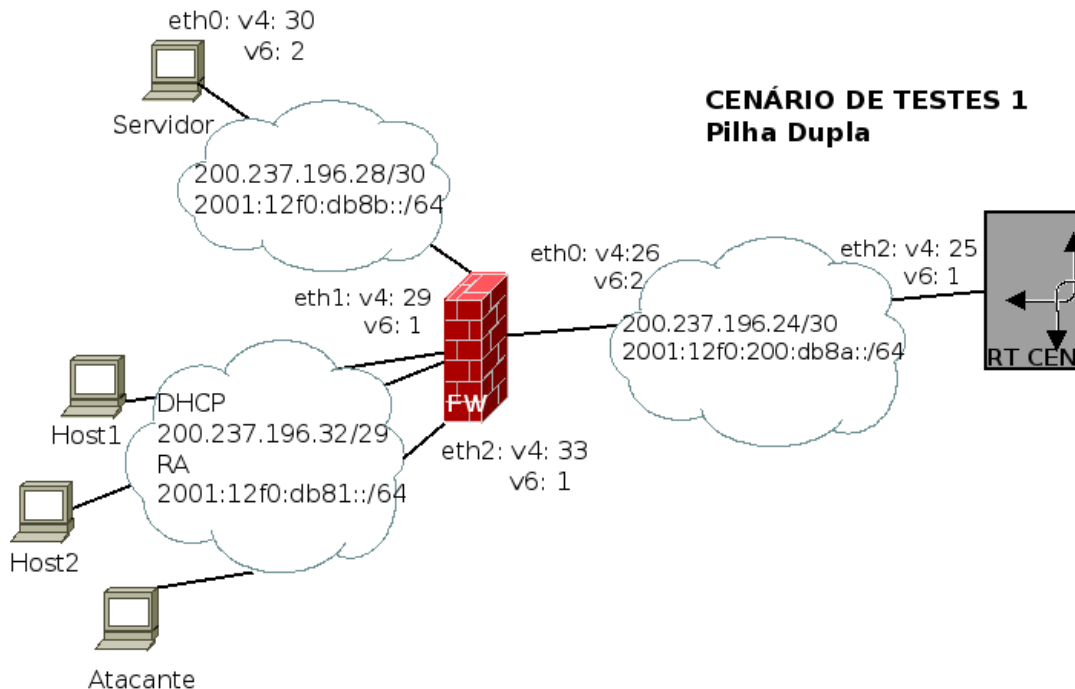 eth0: v4: 30
v6: 2
Servidor
CENÁRIO DE TESTES 1
Pilha Dupla
200.237.196.28/30
2001:12f0:db8b::/64
eth1: v4: 29
v6: 1
eth0: v4:26
v6:2
eth2: v4: 25
v6: 1
200.237.196.24/30
2001:12f0:200:db8a::/64
RT CEN
FW
eth2: v4: 33
v6: 1
Host1
DHCP
200.237.196.32/29
RA
2001:12f0:db81::/64
Host2
Atacante